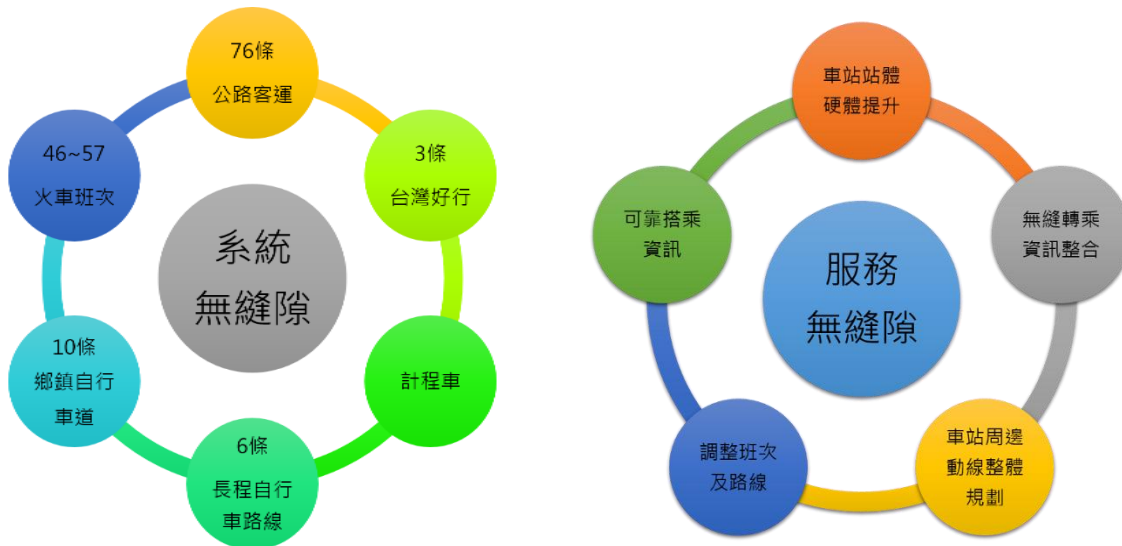 76條
公路客運
3條
台灣好行
計程車
6條
長程自行
車路線
10條
鄉鎮自行
車道
46~57
火車班次
系統
無縫隙
車站站體
硬體提升
無縫轉乘
資訊整合
車站周邊
動線整體
規劃
調整班次
及路線
可靠搭乘
資訊
服務
無縫隙